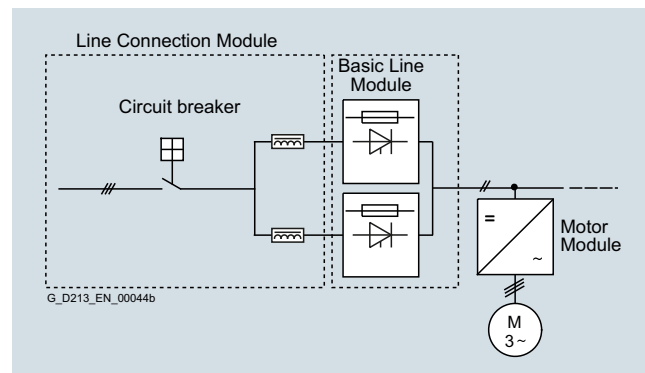 Line Connection Module
Basic Line
Module
Circuit breaker
=
~
Motor
Module
G_D213_EN_00044b
M
3~